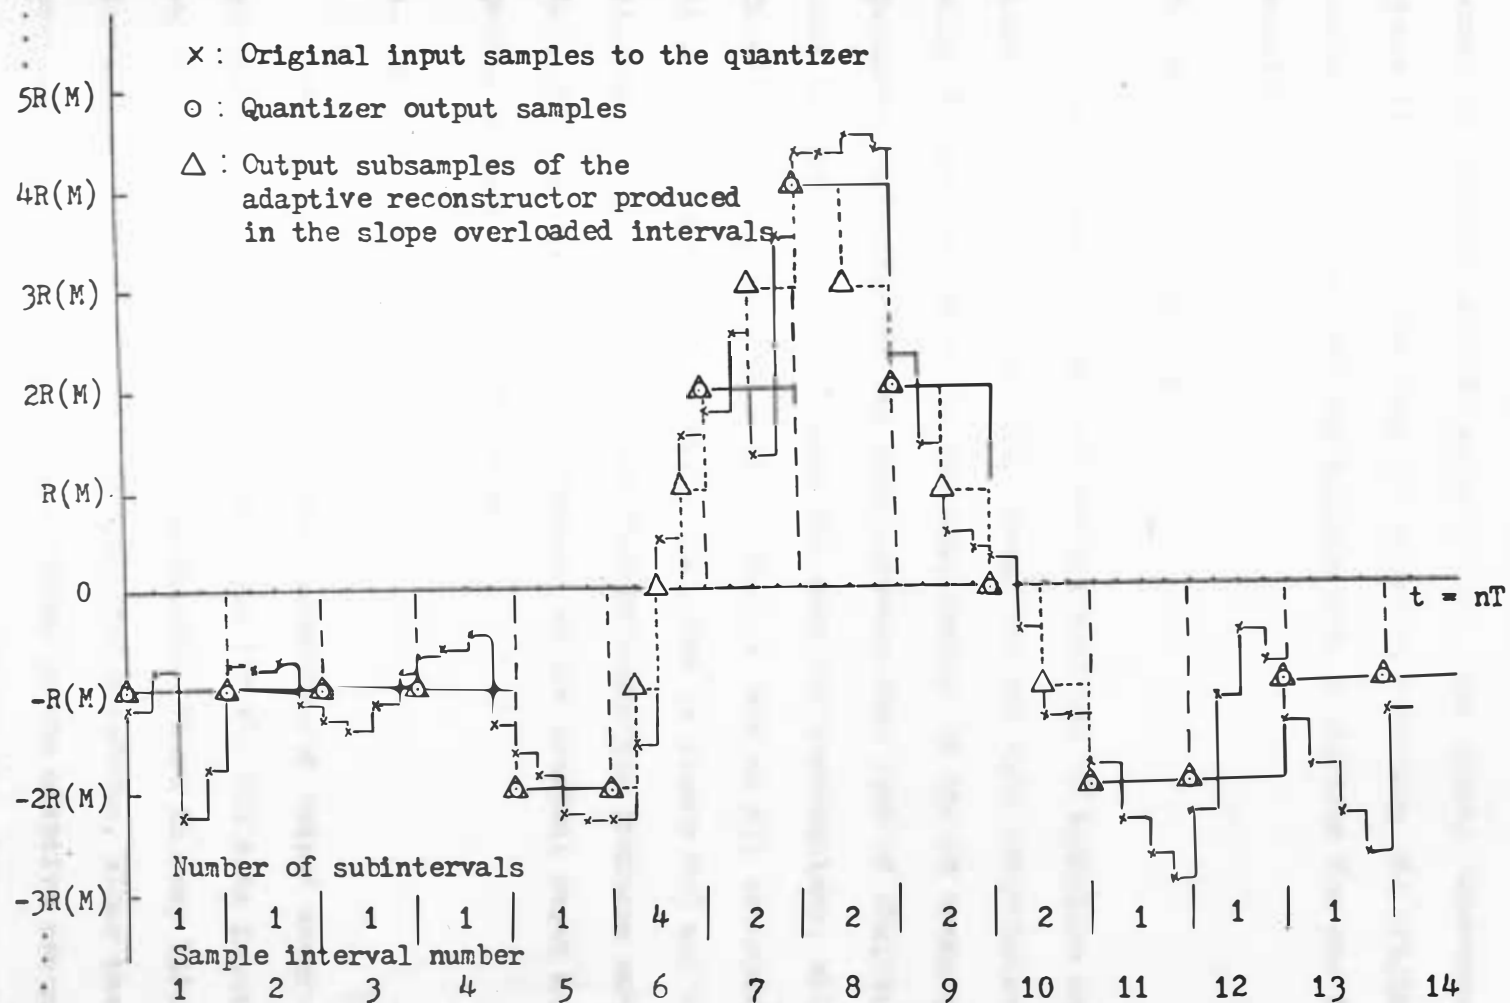 x : Original input samples to the quantizer
⊙ : Quantizer output samples
△ : Output subsamples of the
adaptive reconstructor produced
in the slope overloaded intervals
5R(M)
4R(M)
3R(M)
2R(M)
R(M)
0
-R(M)
-2R(M)
-3R(M)
t = nT
Number of subintervals
1 1 1 1 1 4 2 2 2 2 1 1 1
Sample interval number
1 2 3 4 5 6 7 8 9 10 11 12 13 14